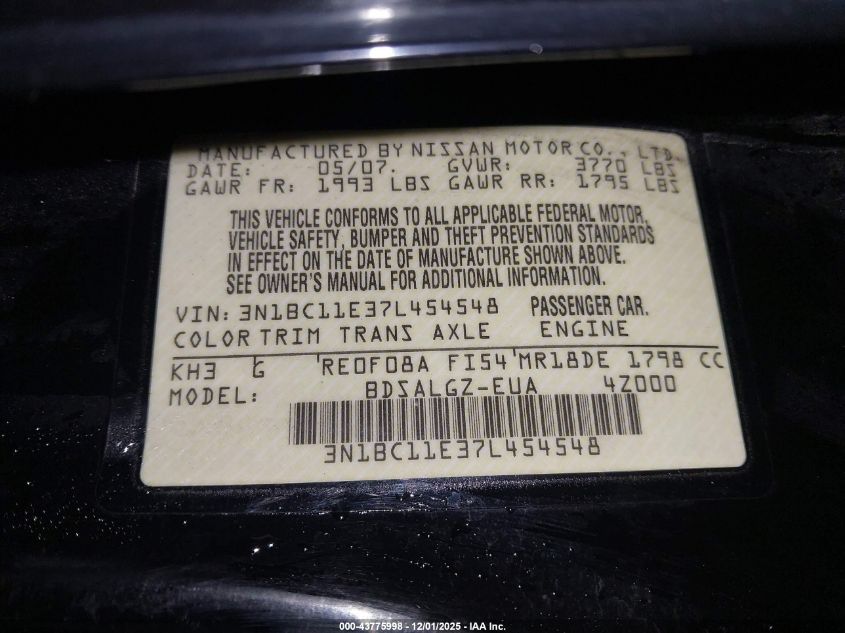 MANUFACTURED BY NISSAN MOTOR CO., LTD.
DATE: 05/07. GVWR: 3770 LBS
GAWR FR: 1993 LBS GAWR RR: 1795 LBS
THIS VEHICLE CONFORMS TO ALL APPLICABLE FEDERAL MOTOR,
VEHICLE SAFETY, BUMPER AND THEFT PREVENTION STANDARDS
IN EFFECT ON THE DATE OF MANUFACTURE SHOWN ABOVE.
SEE OWNER'S MANUAL FOR ADDITIONAL INFORMATION.
VIN: 3N1BC11E37L454548 PASSENGER CAR.
COLOR TRIM TRANS AXLE ENGINE
KH3 G RE0F08A FI54 MR18DE 1798 CC
MODEL: BDSALGZ-EUA 4Z000
3N1BC11E37L454548
000-43775998 - 12/01/2025 - IAA Inc.